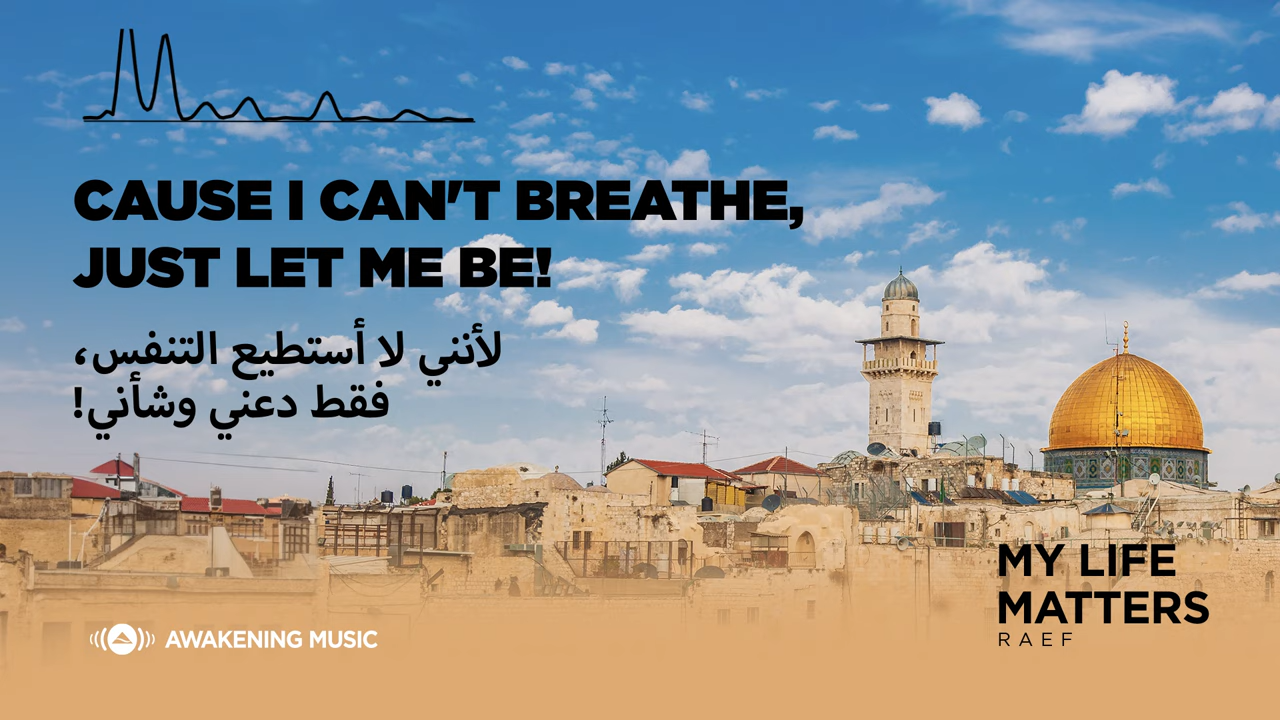 CAUSE I CAN'T BREATHE,
JUST LET ME BE!
لأنني لا أستطيع التنفس،
فقط دعني وشأني!
MY LIFE
MATTERS
RAEF
AWAKENING MUSIC